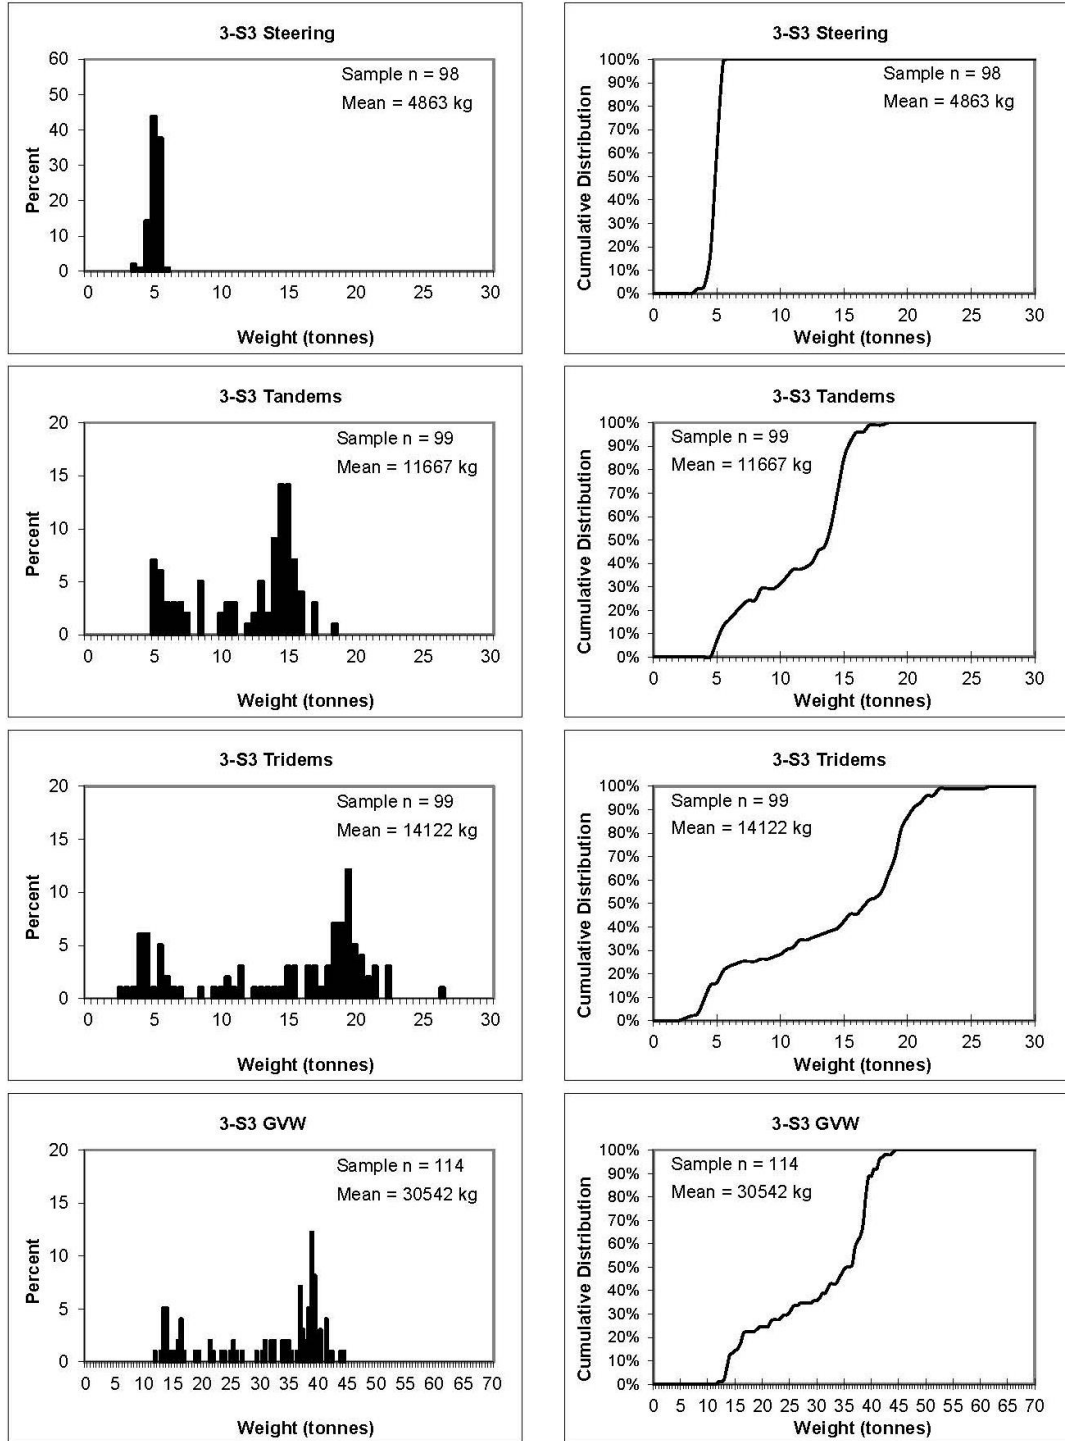 3-S3 Steering
60
50
40
30
20
10
0
Percent
Sample n = 98
Mean = 4863 kg
0 5 10 15 20 25 30
Weight (tonnes)
3-S3 Steering
100%
90%
80%
70%
60%
50%
40%
30%
20%
10%
0%
Cumulative Distribution
Sample n = 98
Mean = 4863 kg
0 5 10 15 20 25 30
Weight (tonnes)
3-S3 Tandems
20
15
10
5
0
Percent
Sample n = 99
Mean = 11667 kg
0 5 10 15 20 25 30
Weight (tonnes)
3-S3 Tandems
100%
90%
80%
70%
60%
50%
40%
30%
20%
10%
0%
Cumulative Distribution
Sample n = 99
Mean = 11667 kg
0 5 10 15 20 25 30
Weight (tonnes)
3-S3 Tridems
20
15
10
5
0
Percent
Sample n = 99
Mean = 14122 kg
0 5 10 15 20 25 30
Weight (tonnes)
3-S3 Tridems
100%
90%
80%
70%
60%
50%
40%
30%
20%
10%
0%
Cumulative Distribution
Sample n = 99
Mean = 14122 kg
0 5 10 15 20 25 30
Weight (tonnes)
3-S3 GVW
20
15
10
5
0
Percent
Sample n = 114
Mean = 30542 kg
0 5 10 15 20 25 30 35 40 45 50 55 60 65 70
Weight (tonnes)
3-S3 GVW
100%
90%
80%
70%
60%
50%
40%
30%
20%
10%
0%
Cumulative Distribution
Sample n = 114
Mean = 30542 kg
0 5 10 15 20 25 30 35 40 45 50 55 60 65 70
Weight (tonnes)